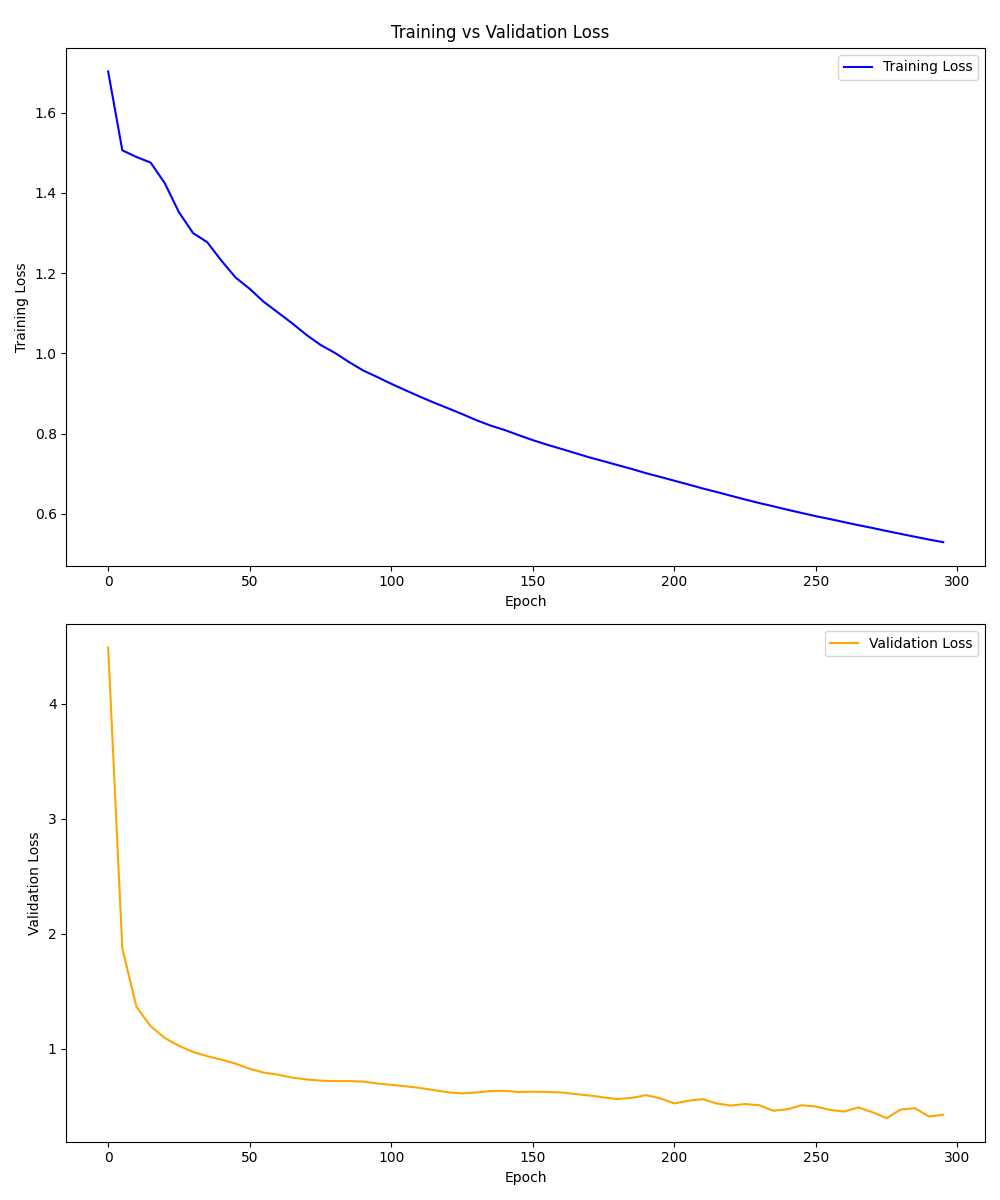 Training vs Validation Loss
Training Loss
1.6
1.4
1.2
1.0
0.8
0.6
Training Loss
0 50 100 150 200 250 300
Epoch
Validation Loss
4
3
2
1
Validation Loss
0 50 100 150 200 250 300
Epoch